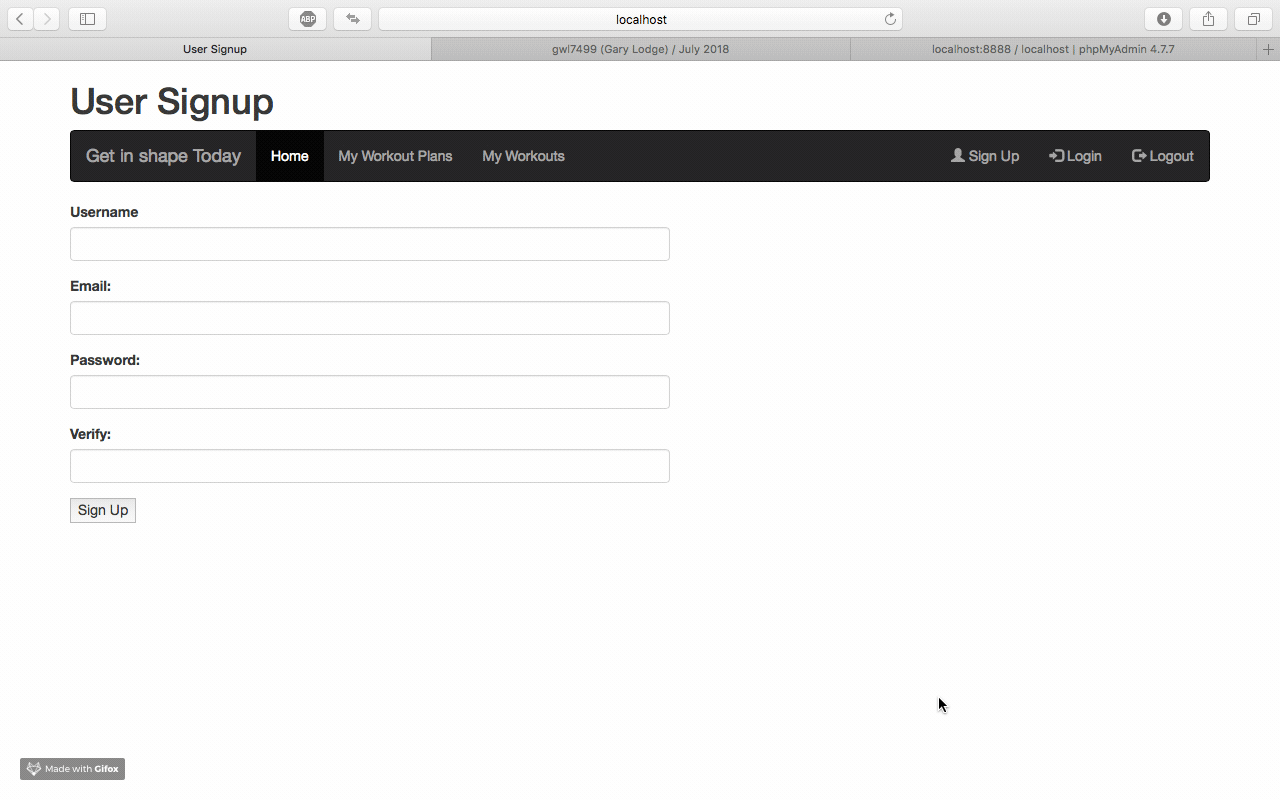 ABP
localhost
User Signup
gwl7499 (Gary Lodge) / July 2018
localhost:8888 / localhost | phpMyAdmin 4.7.7
User Signup
Get in shape Today
Home
My Workout Plans
My Workouts
Sign Up
Login
Logout
Username
Email:
Password:
Verify:
Sign Up
Made with Gifox